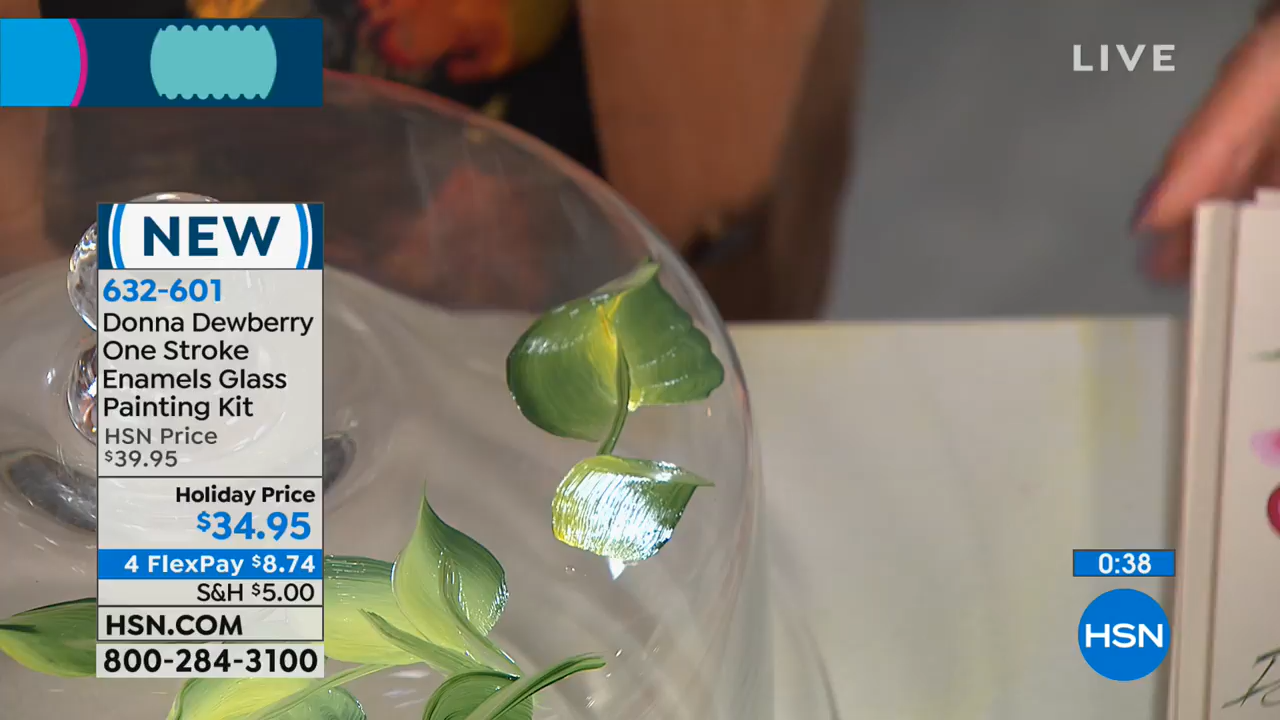 LIVE
NEW
632-601
Donna Dewberry
One Stroke
Enamels Glass
Painting Kit
HSN Price
$39.95
Holiday Price
$34.95
4 FlexPay $8.74
S&H $5.00
HSN.COM
800-284-3100
0:38
HSN